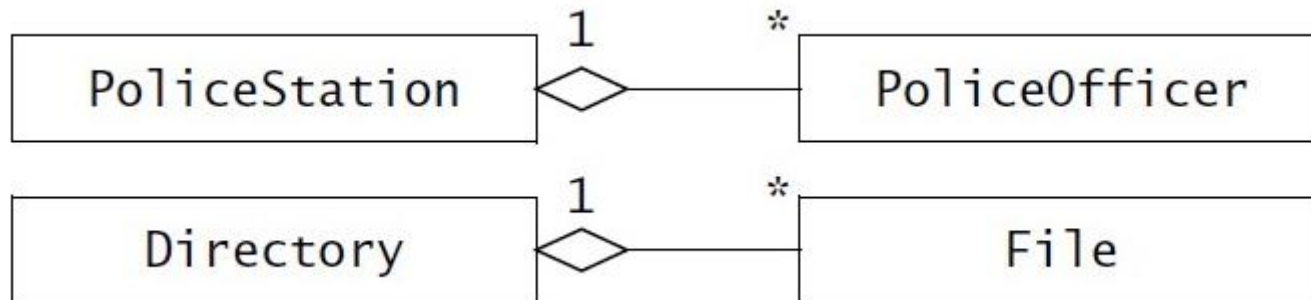 1 *
PoliceStation PoliceOfficer
1 *
Directory File